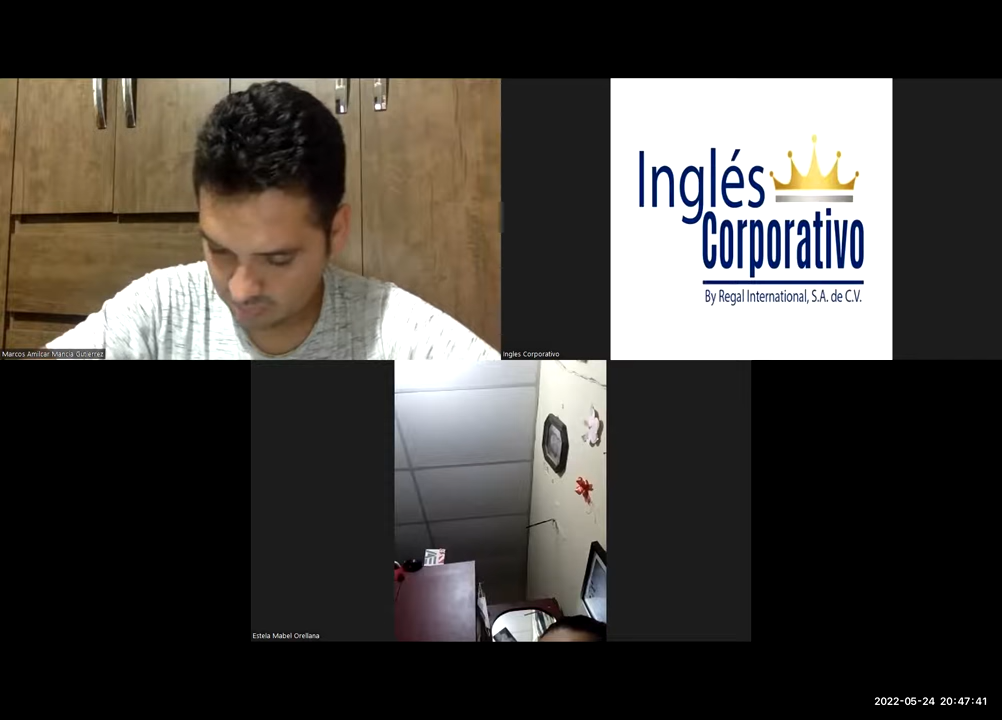 Inglés
Corporativo
By Regal International, S.A. de C.V.
Marcos Amilcar Mancia Gutierrez
Ingles Corporativo
Estela Mabel Orellana
2022-05-24 20:47:41